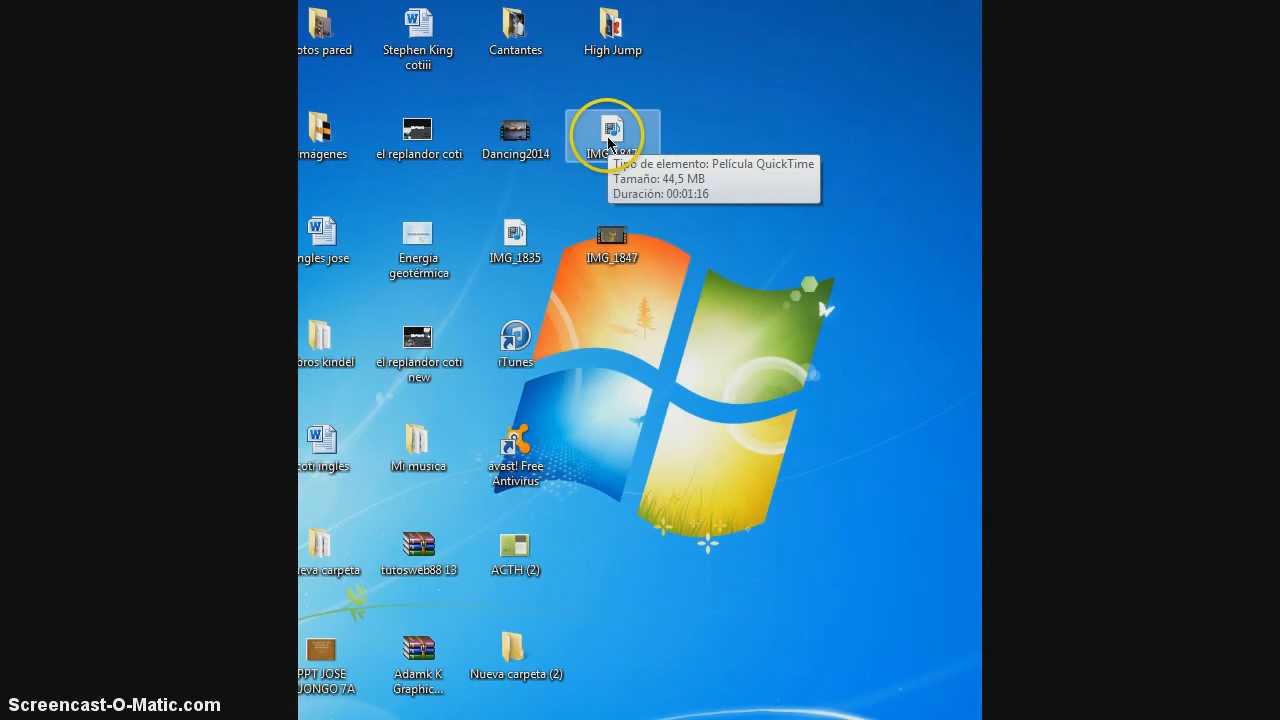 otos pared
Stephen King
cotiii
Cantantes
High Jump
imágenes
el replandor coti
Dancing2014
IMG_1847
Tipo de elemento: Película QuickTime
Tamaño: 44,5 MB
Duración: 00:01:16
ngles jose
Energia
geotérmica
IMG_1835
IMG_1847
bros kindel
el replandor coti
new
iTunes
coti ingles
Mi musica
avast! Free
Antivirus
ueva carpeta
tutosweb88 13
ACTH (2)
PPT JOSE
JONGO 7A
Adamk K
Graphic...
Nueva carpeta (2)
Screencast-O-Matic.com